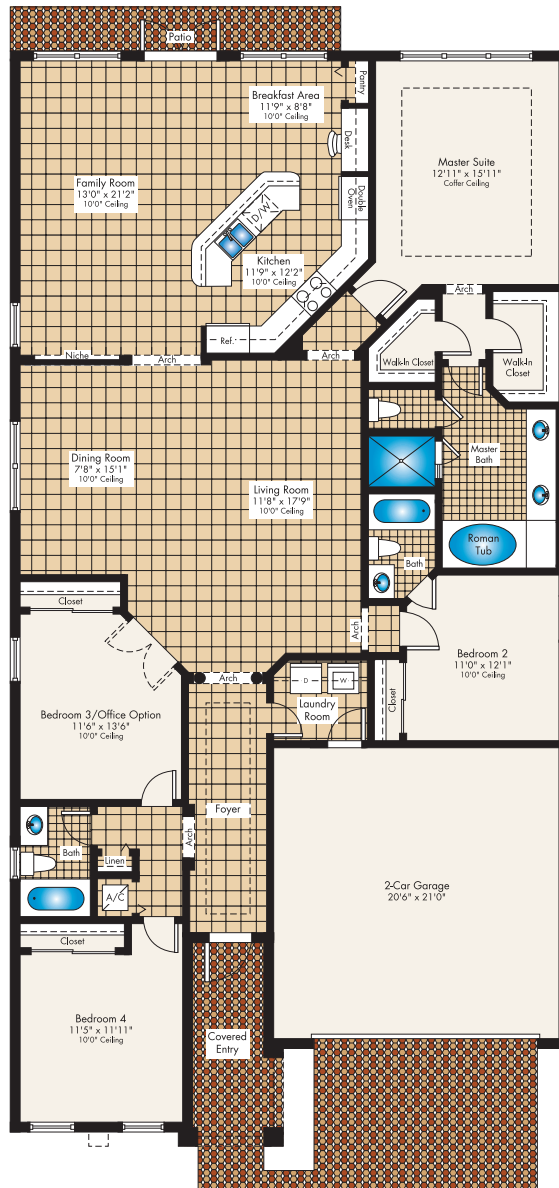 Patio
Breakfast Area
11'9" x 8'8"
10'0" Ceiling
Pantry
Desk
Master Suite
12'11" x 15'11"
Coffer Ceiling
Family Room
13'0" x 21'2"
10'0" Ceiling
D/W
Double
Oven
Kitchen
11'9" x 12'2"
10'0" Ceiling
Ref.
Niche
Arch
Arch
Arch
Walk-In Closet
Walk-In
Closet
Dining Room
7'8" x 15'1"
10'0" Ceiling
Living Room
11'8" x 17'9"
10'0" Ceiling
Master
Bath
Roman
Tub
Bath
Closet
Arch
Bedroom 2
11'0" x 12'1"
10'0" Ceiling
Arch
D
W
Laundry
Room
Closet
Bedroom 3/Office Option
11'6" x 13'6"
10'0" Ceiling
Foyer
Arch
Bath
Linen
A/C
2-Car Garage
20'6" x 21'0"
Closet
Bedroom 4
11'5" x 11'11"
10'0" Ceiling
Covered
Entry